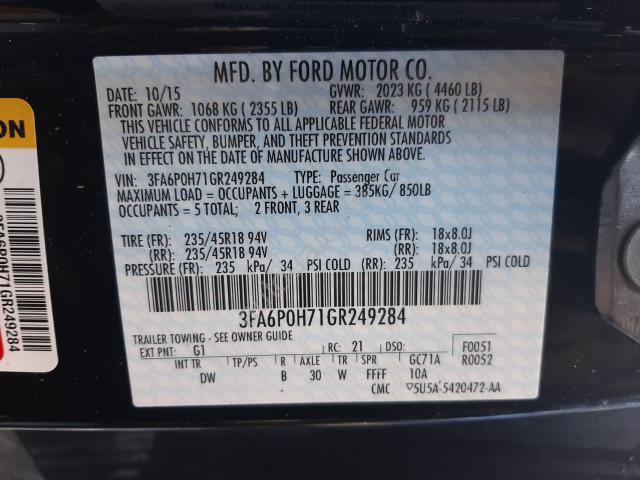 MFD. BY FORD MOTOR CO.
DATE: 10/15 GVWR: 2023 KG ( 4460 LB)
FRONT GAWR: 1068 KG ( 2355 LB) REAR GAWR: 959 KG ( 2115 LB)
THIS VEHICLE CONFORMS TO ALL APPLICABLE FEDERAL MOTOR
VEHICLE SAFETY, BUMPER, AND THEFT PREVENTION STANDARDS
IN EFFECT ON THE DATE OF MANUFACTURE SHOWN ABOVE.
VIN: 3FA6P0H71GR249284 TYPE: Passenger Car
MAXIMUM LOAD = OCCUPANTS + LUGGAGE = 385KG/ 850LB
OCCUPANTS = 5 TOTAL; 2 FRONT, 3 REAR
TIRE (FR): 235/45R18 94V RIMS (FR): 18x8.0J
(RR): 235/45R18 94V (RR): 18x8.0J
PRESSURE (FR): 235 kPa/ 34 PSI COLD (RR): 235 kPa/ 34 PSI COLD
3FA6P0H71GR249284
TRAILER TOWING - SEE OWNER GUIDE
EXT PNT: G1 RC: 21 DSO: F0051
R0052
INT TR TP/PS R AXLE TR SPR GC71A
DW B 30 W FFFF 10A
CMC ▽5U5A-5420472-AA
ON
3FA6P0H71GR249284